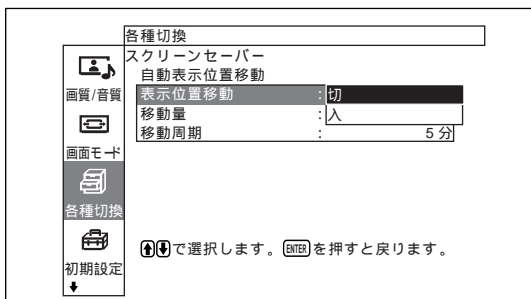 各種切換
スクリーンセーバー
自動表示位置移動
画質/音質
表示位置移動 : 切
移動量 : 入
移動周期 : 5 分
画面モード
各種切換
初期設定
で選択します。ENTERを押すと戻ります。